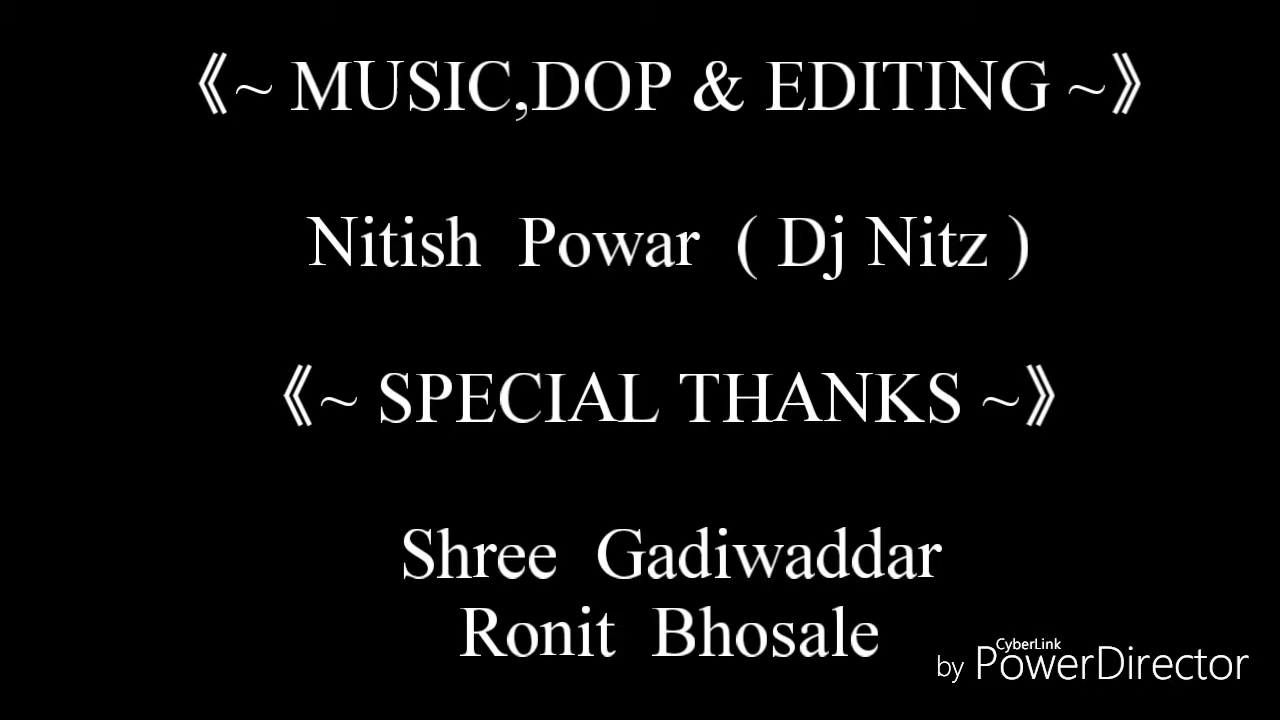 《~ MUSIC,DOP & EDITING ~》
Nitish Powar ( Dj Nitz )
《~ SPECIAL THANKS ~》
Shree Gadiwaddar
Ronit Bhosale
CyberLink
by PowerDirector